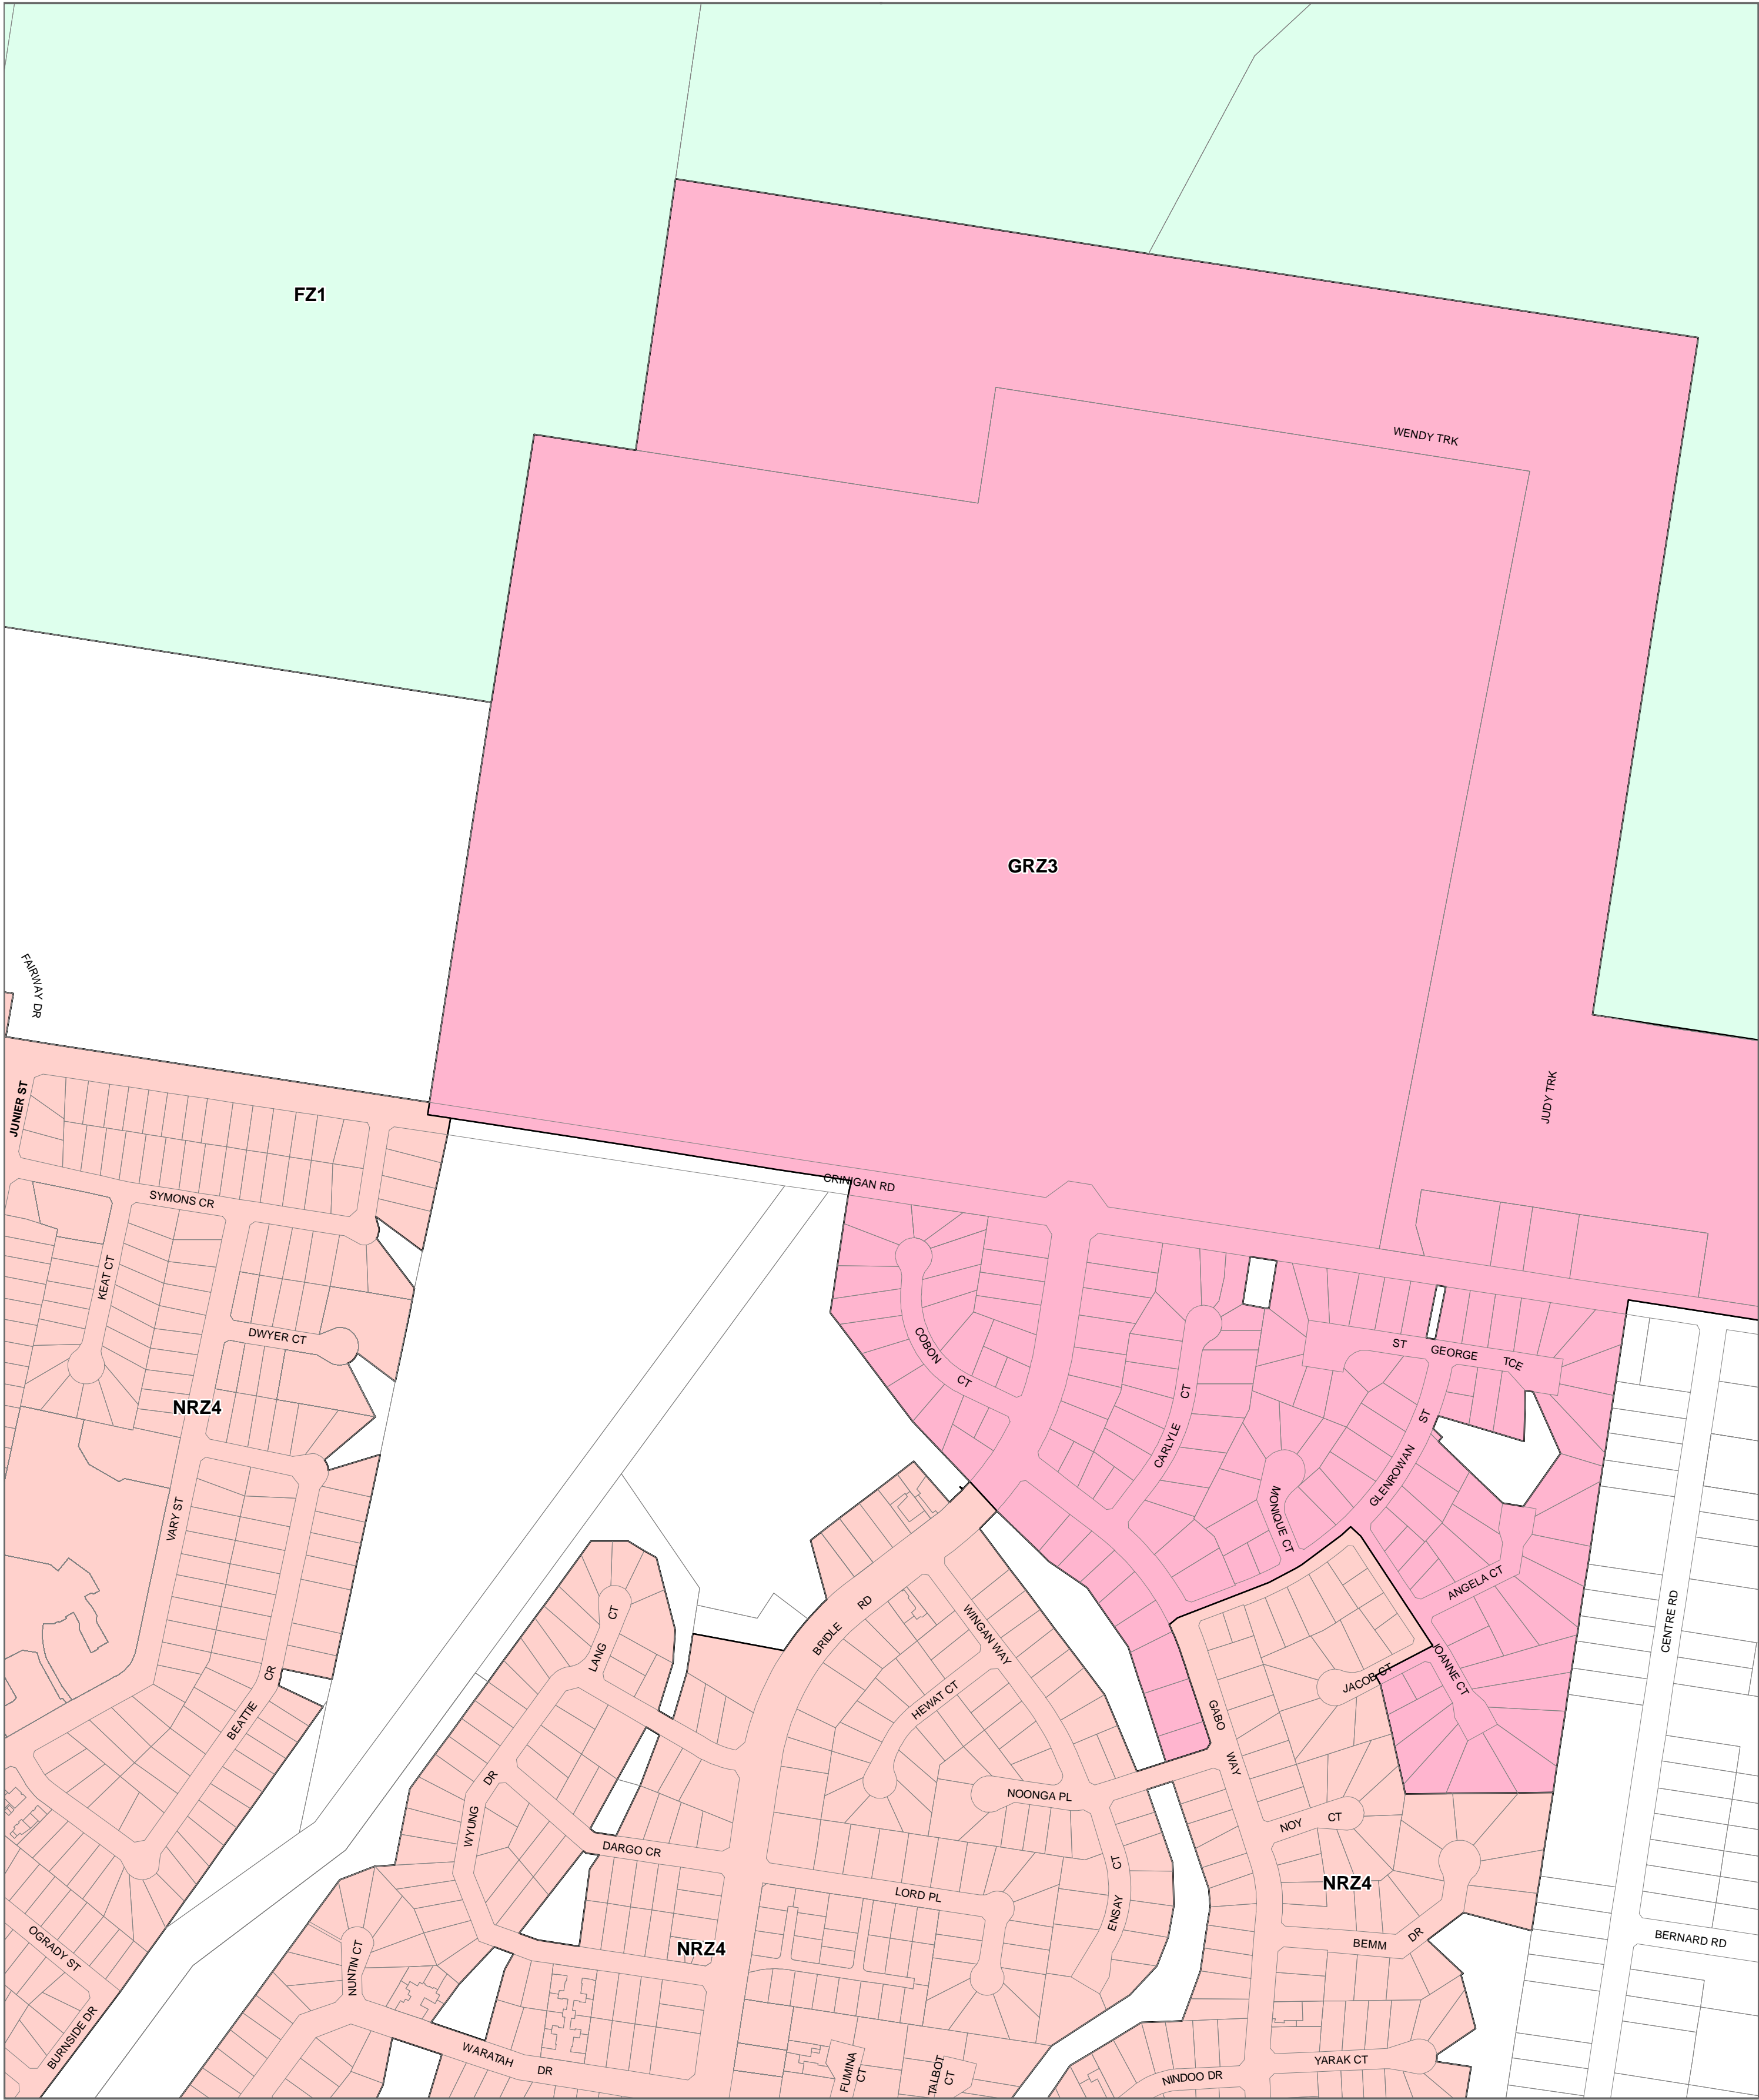 FZ1
WENDY TRK
GRZ3
FAIRWAY DR
JUDY TRK
JUNIER ST
CRINIGAN RD
SYMONS CR
KEAT CT
DWYER CT
COBON CT
ST GEORGE TCE
CARLYLE CT
NRZ4
GLENROWAN ST
VARY ST
MONIQUE CT
ANGELA CT
LANG CT
BRIDLE RD
WINGAN WAY
CENTRE RD
JOANNE CT
JACOB CT
HEWAT CT
BEATTIE CR
GABO WAY
WYUNG DR
NOONGA PL
NOY CT
DARGO CR
NRZ4
LORD PL
ENSAY CT
OGRADY ST
NUNTIN CT
NRZ4
BEMM DR
BERNARD RD
BURNSIDE DR
WARATAH DR
FUMINA CT
TALBOT CT
NINDOO DR
YARAK CT